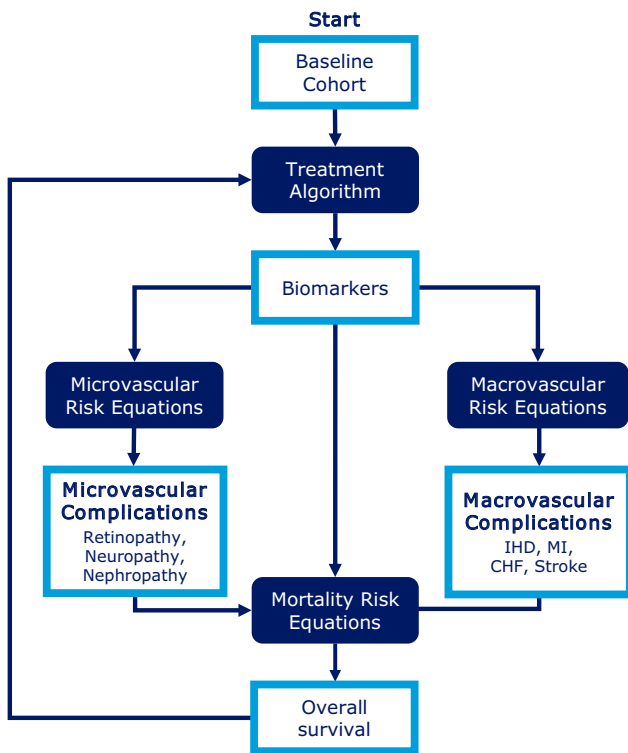 Start
Baseline
Cohort
Treatment
Algorithm
Biomarkers
Microvascular
Risk Equations
Macrovascular
Risk Equations
Microvascular
Complications
Retinopathy,
Neuropathy,
Nephropathy
Macrovascular
Complications
IHD, MI,
CHF, Stroke
Mortality Risk
Equations
Overall
survival